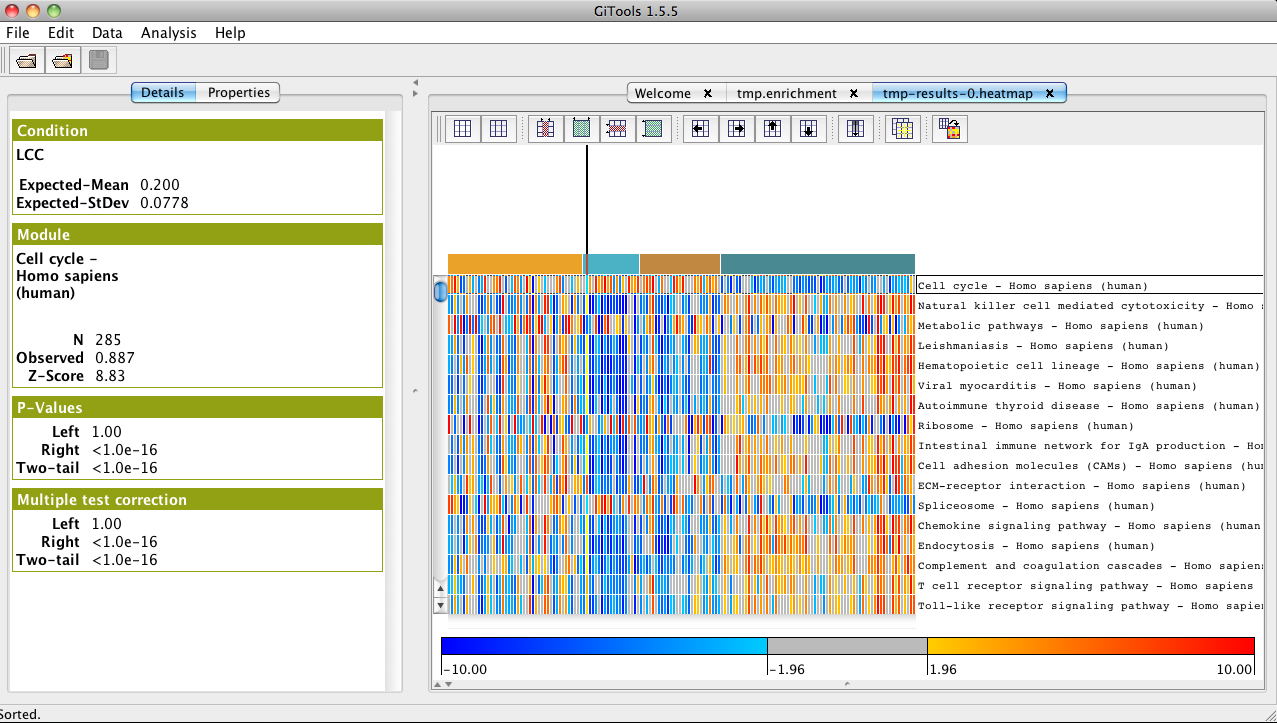 GiTools 1.5.5
File Edit Data Analysis Help
Details Properties
Condition
LCC
Expected-Mean 0.200
Expected-StDev 0.0778
Module
Cell cycle -
Homo sapiens
(human)
N 285
Observed 0.887
Z-Score 8.83
P-Values
Left 1.00
Right <1.0e-16
Two-tail <1.0e-16
Multiple test correction
Left 1.00
Right <1.0e-16
Two-tail <1.0e-16
Welcome tmp.enrichment tmp-results-0.heatmap
Cell cycle - Homo sapiens (human)
Natural killer cell mediated cytotoxicity - Homo
Metabolic pathways - Homo sapiens (human)
Leishmaniasis - Homo sapiens (human)
Hematopoietic cell lineage - Homo sapiens (human)
Viral myocarditis - Homo sapiens (human)
Autoimmune thyroid disease - Homo sapiens (human)
Ribosome - Homo sapiens (human)
Intestinal immune network for IgA production - Ho
Cell adhesion molecules (CAMs) - Homo sapiens (hu
ECM-receptor interaction - Homo sapiens (human)
Spliceosome - Homo sapiens (human)
Chemokine signaling pathway - Homo sapiens (human
Endocytosis - Homo sapiens (human)
Complement and coagulation cascades - Homo sapien
T cell receptor signaling pathway - Homo sapiens
Toll-like receptor signaling pathway - Homo sapie
-10.00 -1.96 1.96 10.00
Sorted.